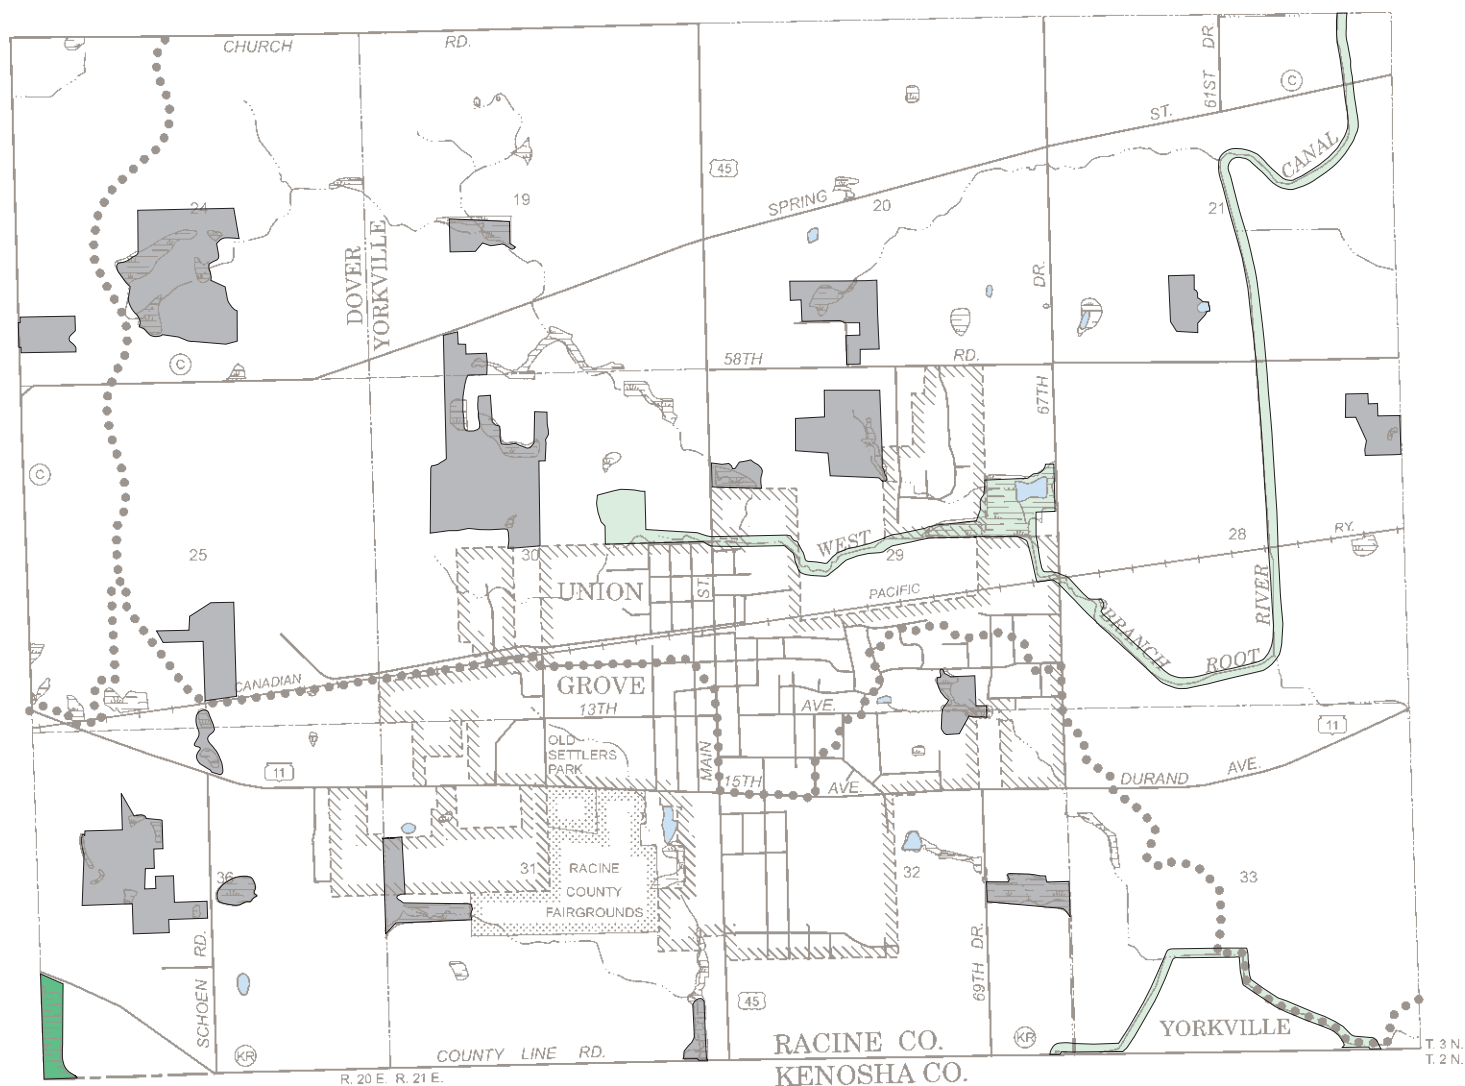 CHURCH RD.
61ST DR.
C
ST.
CANAL
45
24
19
SPRING
20
21
DOVER
YORKVILLE
DR.
C
58TH RD.
67TH
C
25
30
WEST
29
28
RY.
UNION
ST.
PACIFIC
BRANCH
ROOT
RIVER
CANADIAN
GROVE
13TH AVE.
11
OLD
SETTLERS
PARK
MAIN
11
15TH AVE.
DURAND AVE.
36
31
RACINE
COUNTY
FAIRGROUNDS
32
33
SCHOEN RD.
69TH DR.
45
YORKVILLE
KR
COUNTY LINE RD.
RACINE CO.
KENOSHA CO.
KR
T. 3 N.
T. 2 N.
R. 20 E. R. 21 E.